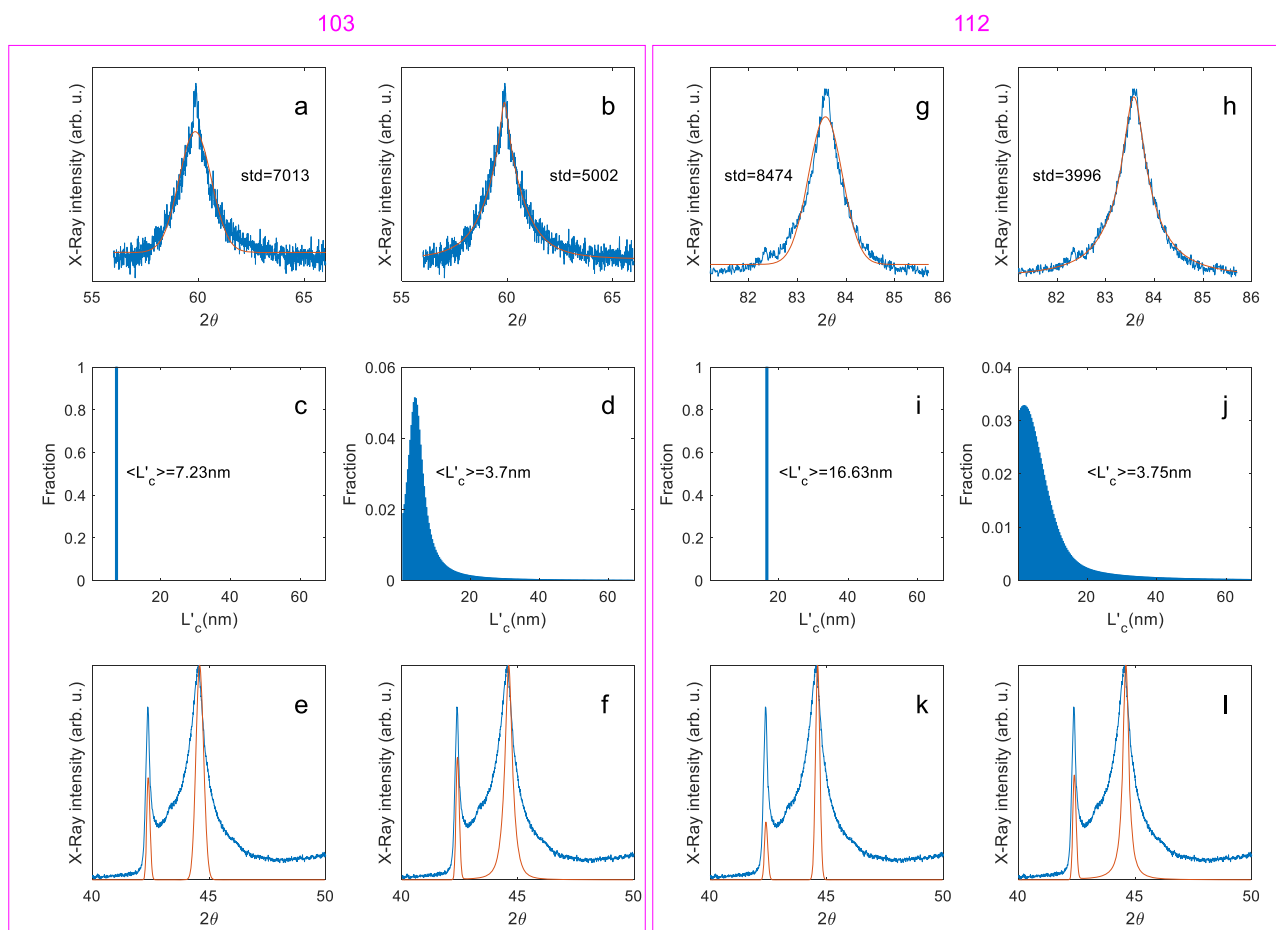 103
112
X-Ray intensity (arb. u.)
a
std=7013
55 60 65
2θ
X-Ray intensity (arb. u.)
b
std=5002
55 60 65
2θ
X-Ray intensity (arb. u.)
g
std=8474
82 83 84 85 86
2θ
X-Ray intensity (arb. u.)
h
std=3996
82 83 84 85 86
2θ
Fraction
1
0.8
0.6
0.4
0.2
0
c
<L'c>=7.23nm
20 40 60
L'c(nm)
Fraction
0.06
0.04
0.02
0
d
<L'c>=3.7nm
20 40 60
L'c(nm)
Fraction
1
0.8
0.6
0.4
0.2
0
i
<L'c>=16.63nm
20 40 60
L'c(nm)
Fraction
0.04
0.03
0.02
0.01
0
j
<L'c>=3.75nm
20 40 60
L'c(nm)
X-Ray intensity (arb. u.)
e
40 45 50
2θ
X-Ray intensity (arb. u.)
f
40 45 50
2θ
X-Ray intensity (arb. u.)
k
40 45 50
2θ
X-Ray intensity (arb. u.)
l
40 45 50
2θ